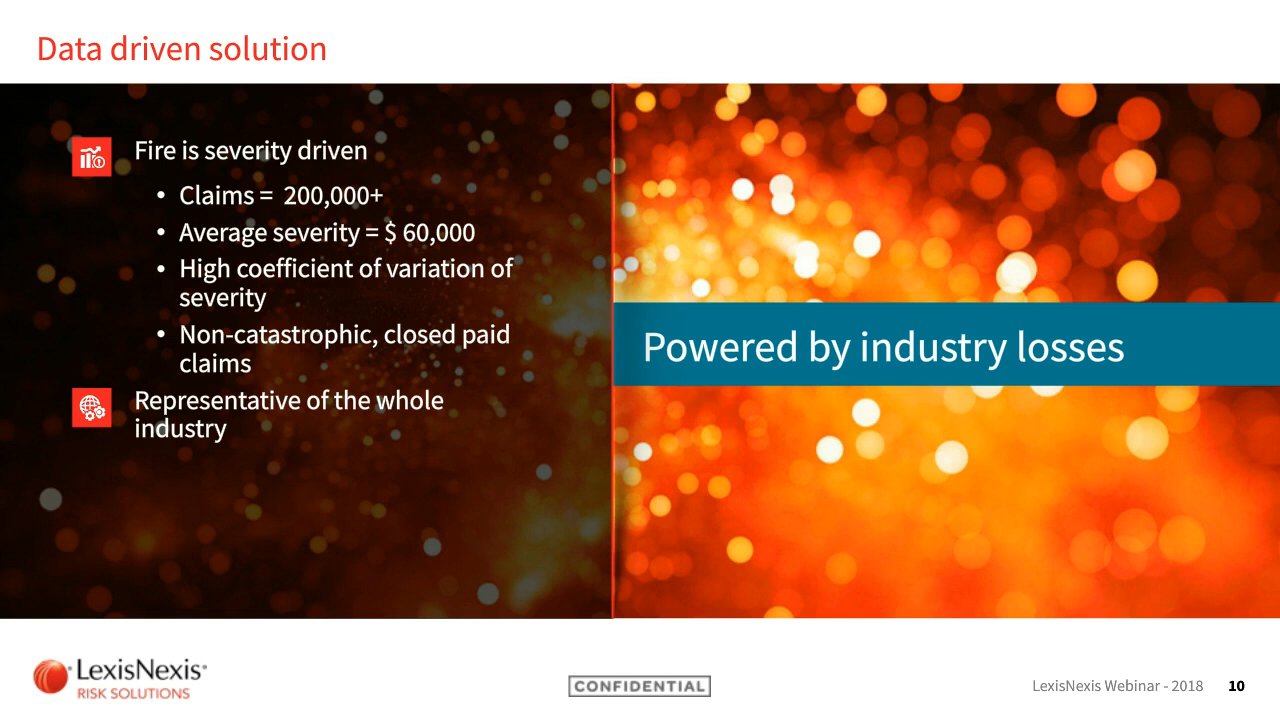 Data driven solution
Fire is severity driven
• Claims =  200,000+
• Average severity = $ 60,000
• High coefficient of variation of
severity
• Non-catastrophic, closed paid
claims
Representative of the whole
industry
Powered by industry losses
LexisNexis®
RISK SOLUTIONS
CONFIDENTIAL
LexisNexis Webinar - 2018 10